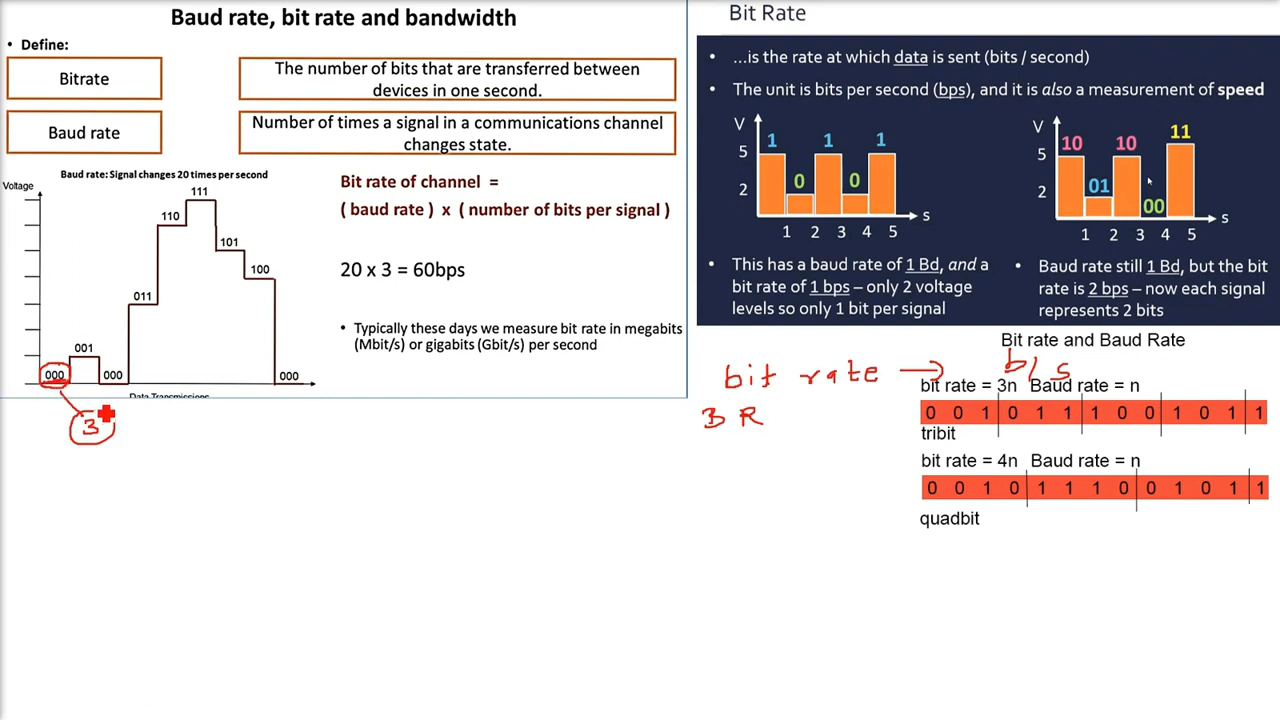 Baud rate, bit rate and bandwidth
• Define:
Bitrate
The number of bits that are transferred between
devices in one second.
Baud rate
Number of times a signal in a communications channel
changes state.
Baud rate: Signal changes 20 times per second
Voltage
111
110
101
100
011
001
000
000
000
3
Bit rate of channel =
( baud rate ) x ( number of bits per signal )
20 x 3 = 60bps
• Typically these days we measure bit rate in megabits
(Mbit/s) or gigabits (Gbit/s) per second
Data Transmissions
Bit Rate
• ...is the rate at which data is sent (bits / second)
• The unit is bits per second (bps), and it is also a measurement of speed
V
5
2
1 0 1 0 1
1 2 3 4 5
s
V
5
2
10 01 10 00 11
1 2 3 4 5
s
• This has a baud rate of 1 Bd, and a
bit rate of 1 bps – only 2 voltage
levels so only 1 bit per signal
• Baud rate still 1 Bd, but the bit
rate is 2 bps – now each signal
represents 2 bits
Bit rate and Baud Rate
bit rate → b/s
B R
bit rate = 3n Baud rate = n
0 0 1 0 1 1 1 0 0 1 0 1 1
tribit
bit rate = 4n Baud rate = n
0 0 1 0 1 1 1 0 0 1 0 1 1
quadbit